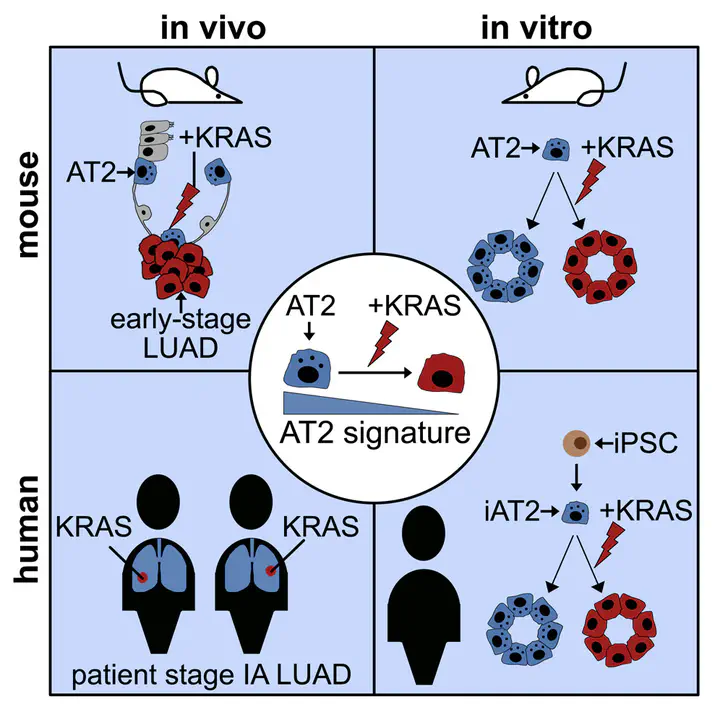 in vivo
in vitro
mouse
human
+KRAS
AT2
early-stage
LUAD
AT2
+KRAS
AT2
+KRAS
AT2 signature
KRAS
KRAS
patient stage IA LUAD
iPSC
iAT2
+KRAS